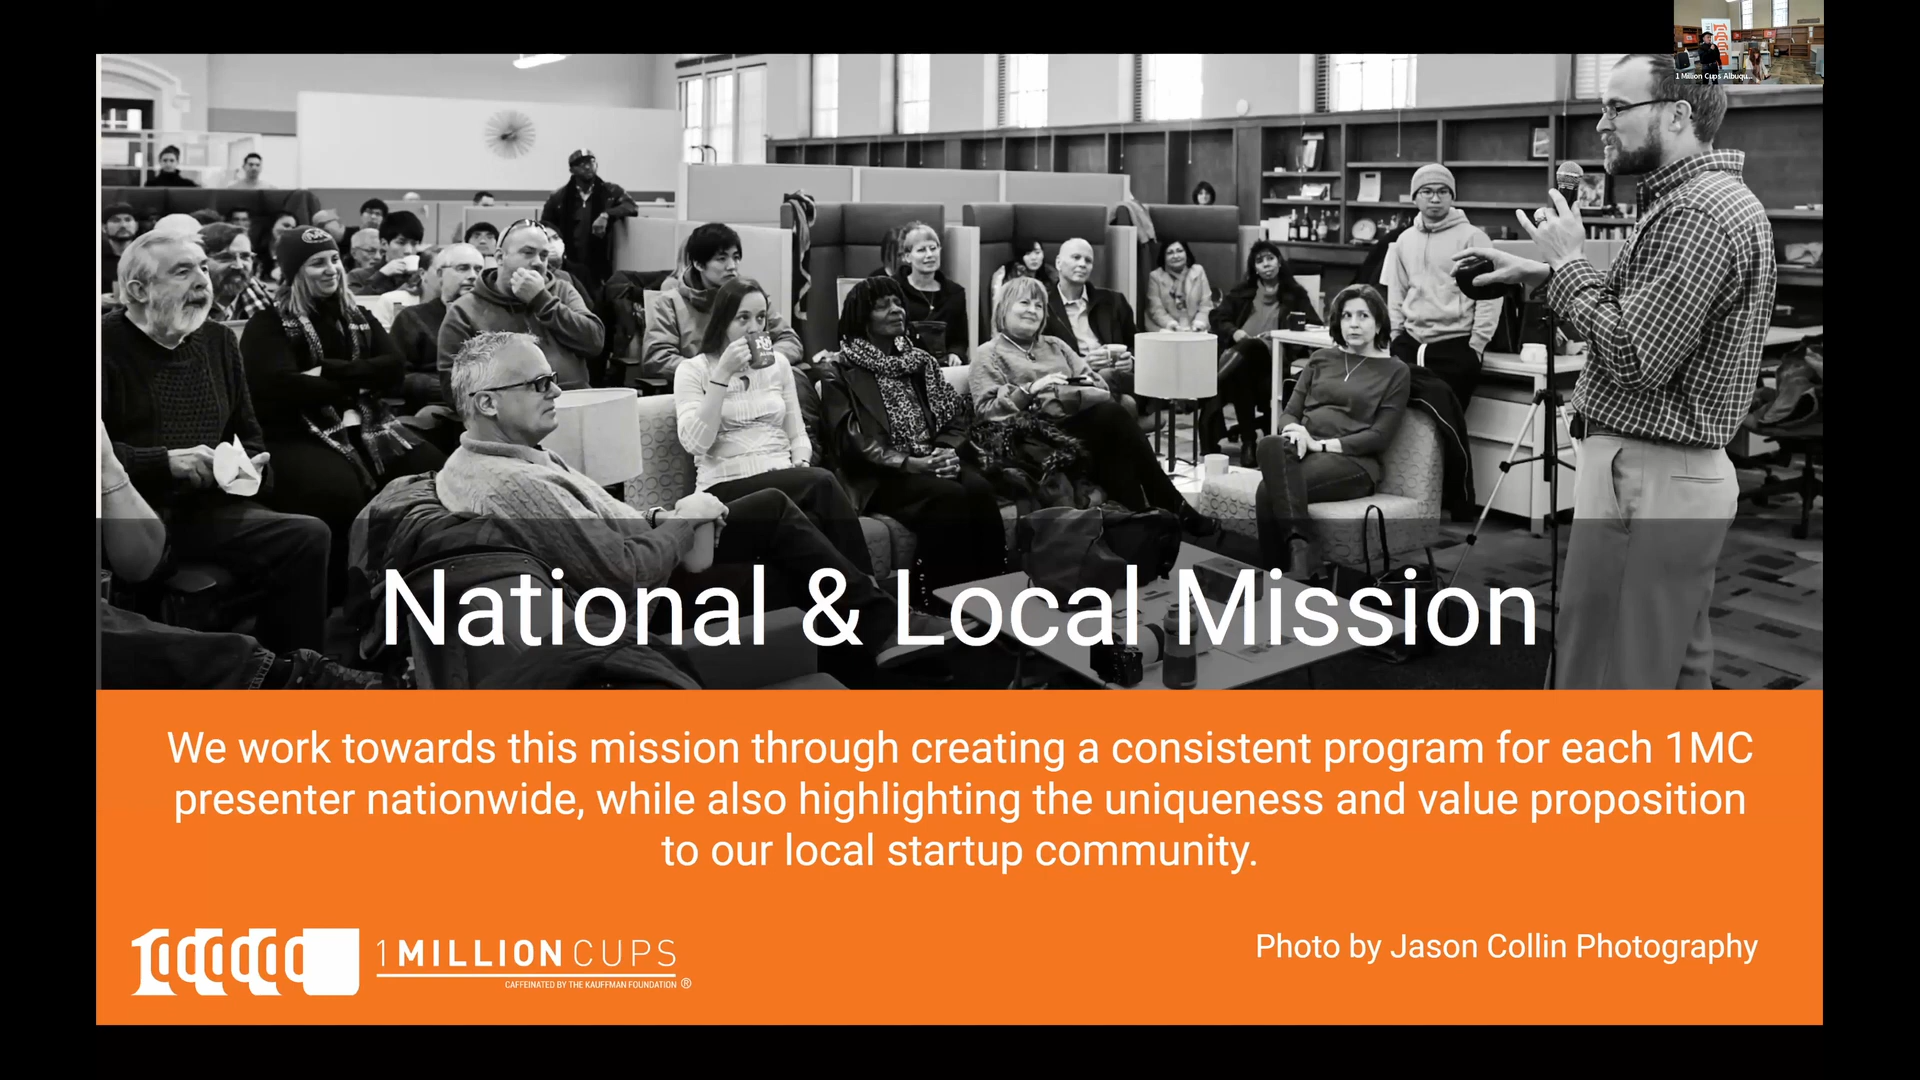 1 Million Cups Albuqu...
National & Local Mission
We work towards this mission through creating a consistent program for each 1MC
presenter nationwide, while also highlighting the uniqueness and value proposition
to our local startup community.
1MILLIONCUPS
CAFFEINATED BY THE KAUFFMAN FOUNDATION ®
Photo by Jason Collin Photography